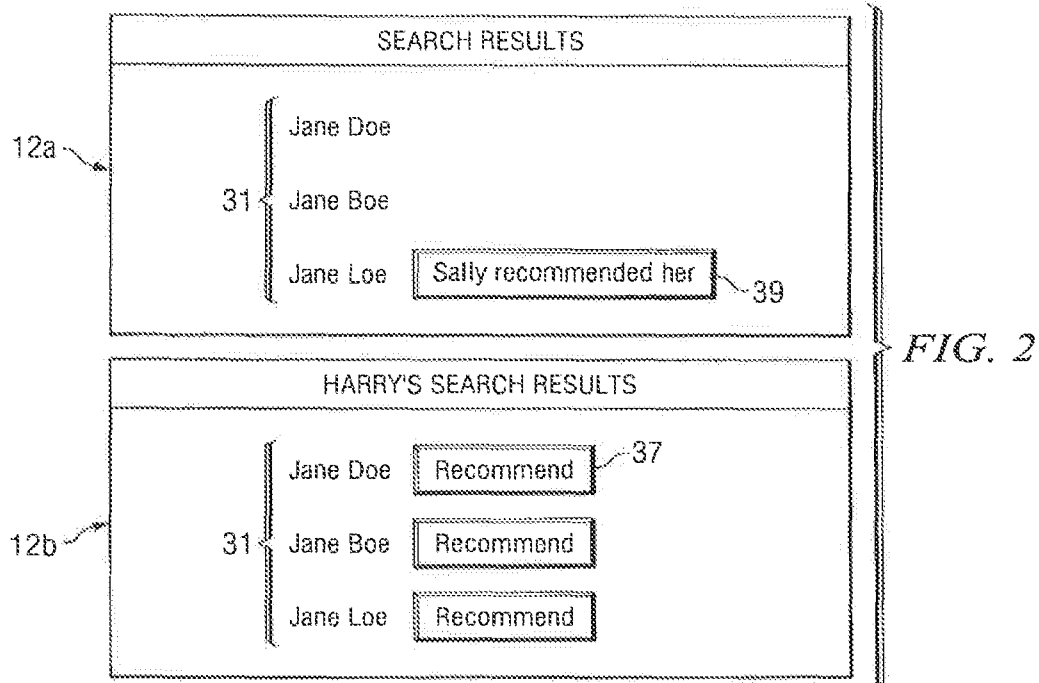 SEARCH RESULTS
Jane Doe
12a
31 Jane Boe
Jane Loe Sally recommended her 39
FIG. 2
HARRY'S SEARCH RESULTS
Jane Doe Recommend 37
12b 31 Jane Boe Recommend
Jane Loe Recommend